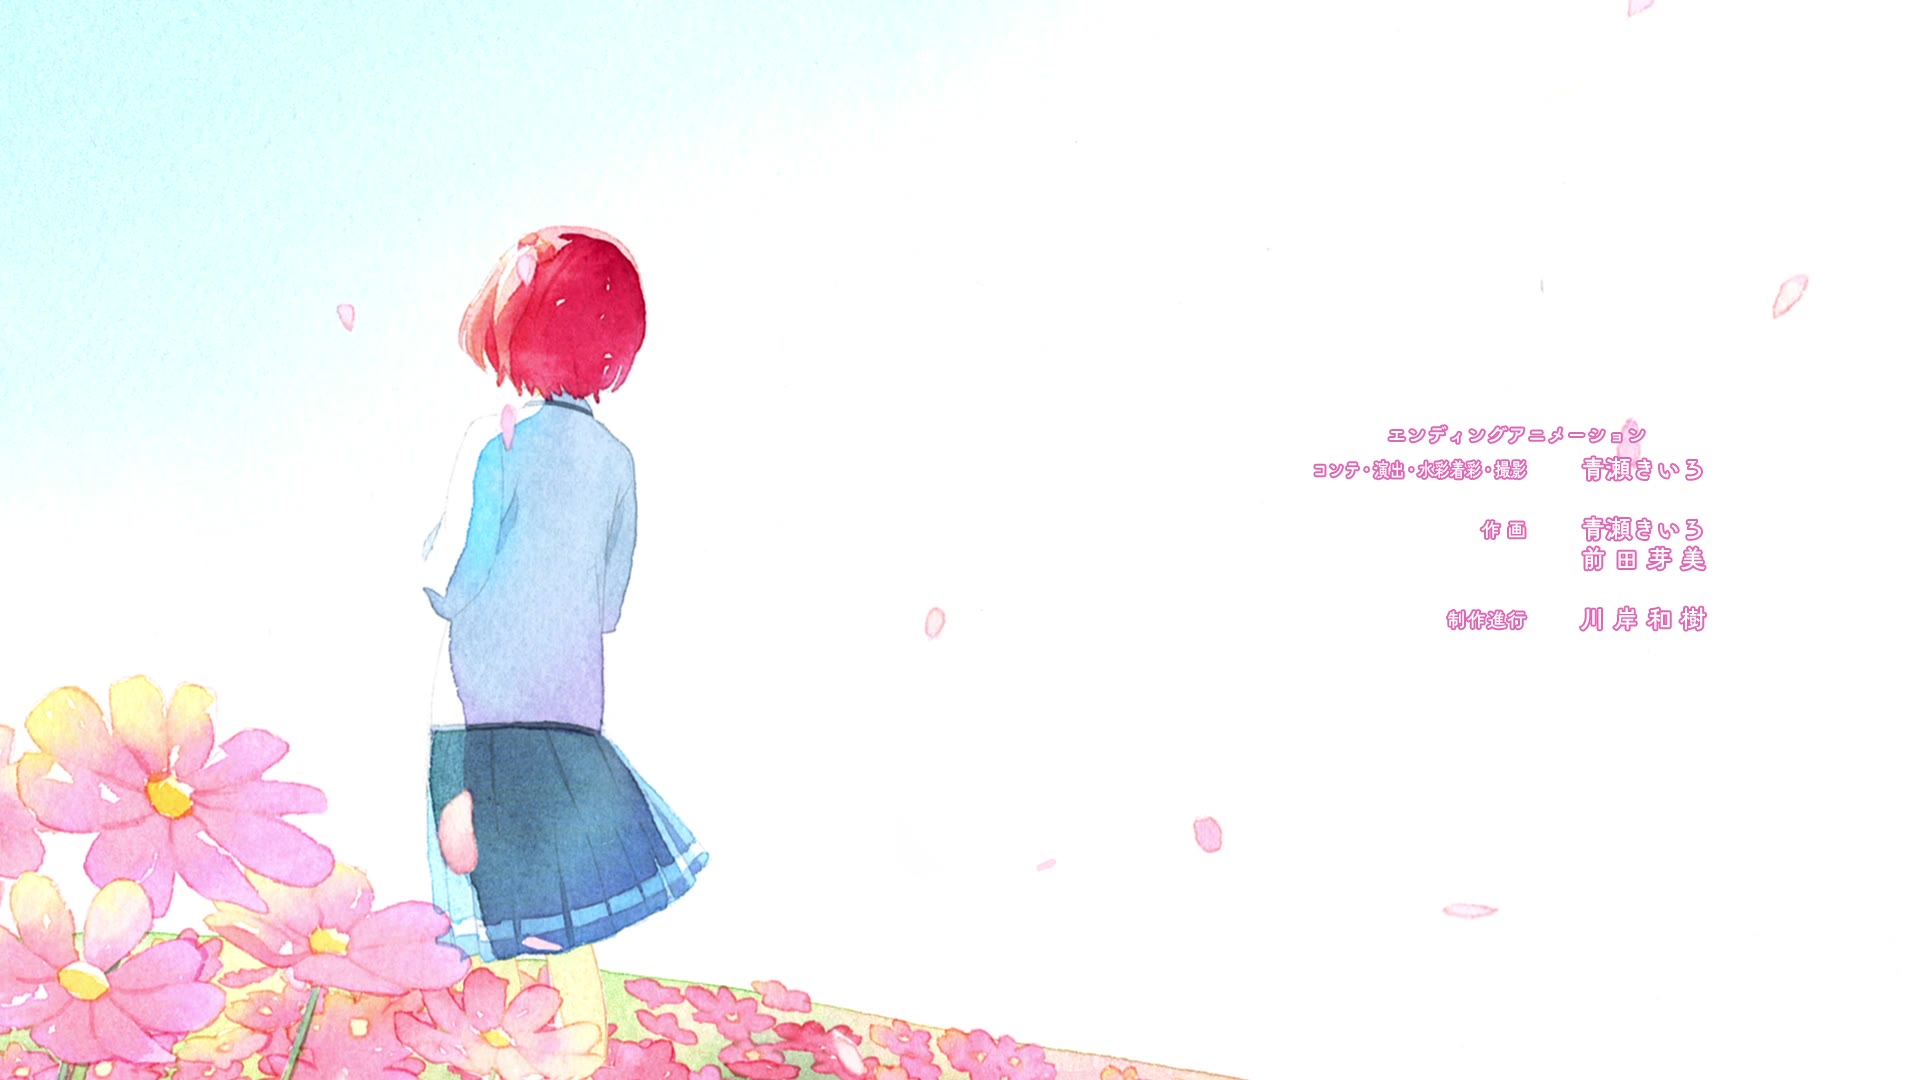 エンディングアニメーション
コンテ・演出・水彩着彩・撮影 青瀬きいろ
作画 青瀬きいろ
前田芽美
制作進行 川岸和樹